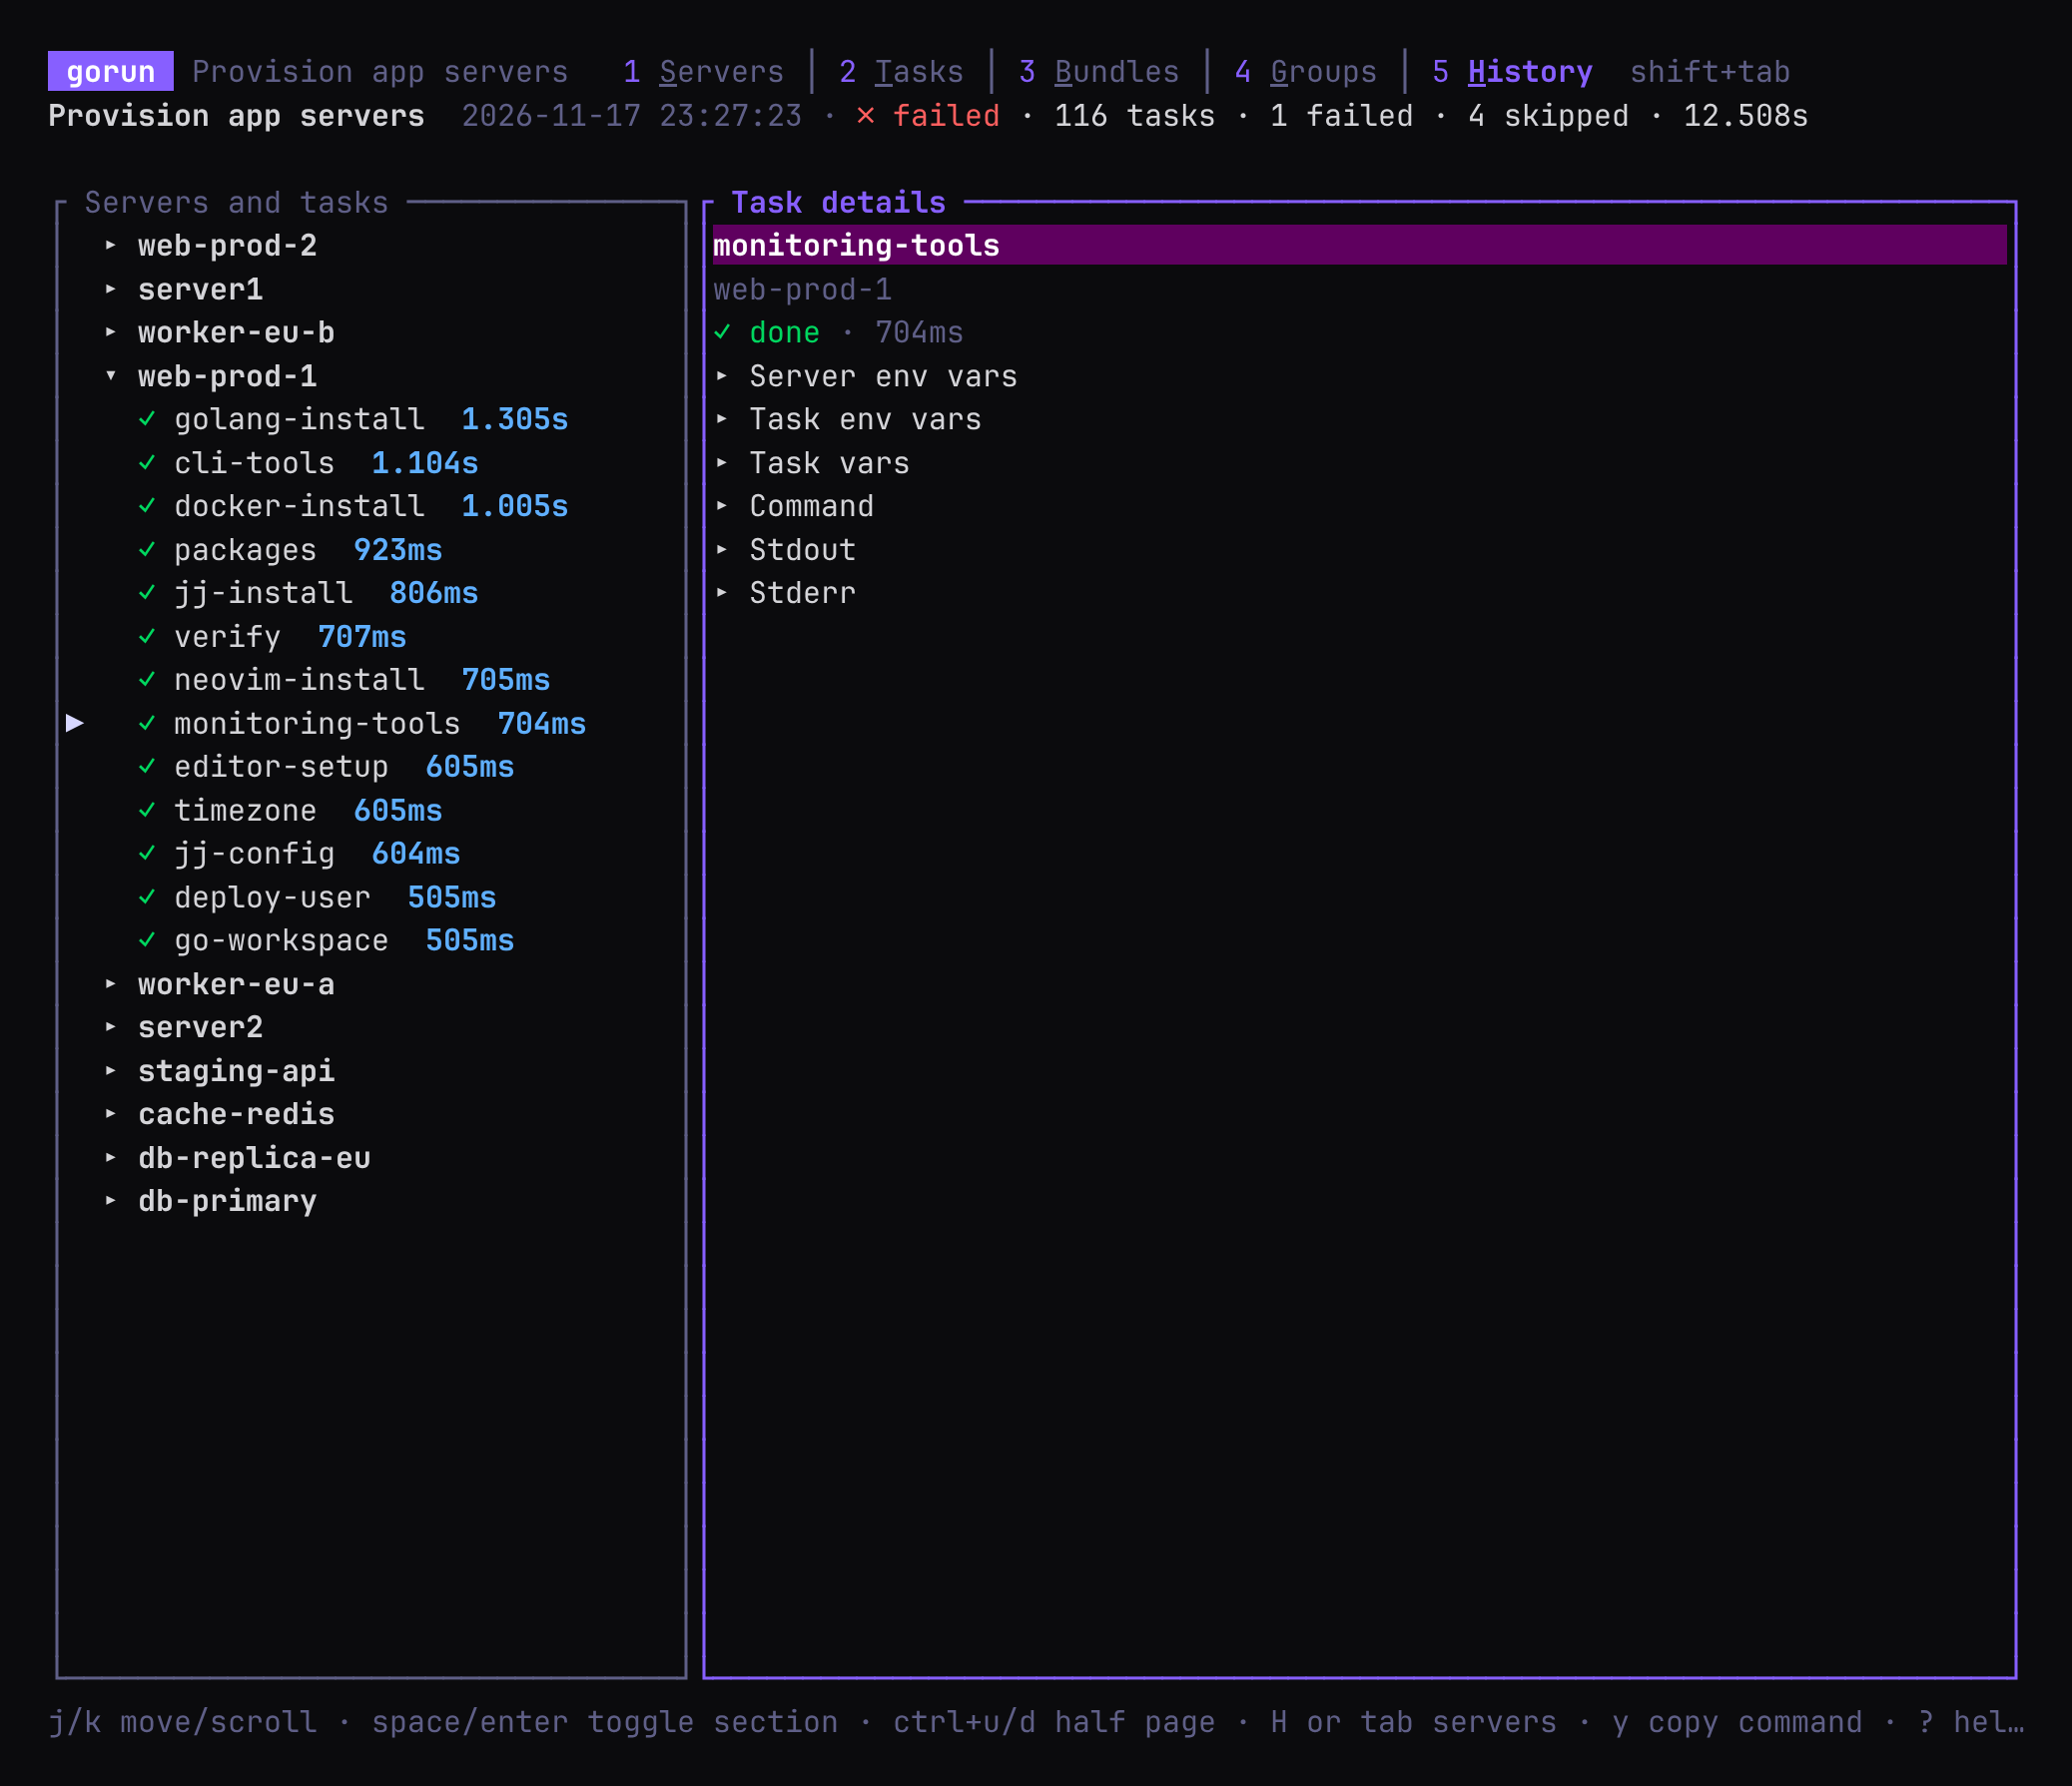 gorun Provision app servers 1 Servers │ 2 Tasks │ 3 Bundles │ 4 Groups │ 5 History shift+tab
Provision app servers 2026-11-17 23:27:23 · ✕ failed · 116 tasks · 1 failed · 4 skipped · 12.508s
Servers and tasks
▸ web-prod-2
▸ server1
▸ worker-eu-b
▾ web-prod-1
✓ golang-install 1.305s
✓ cli-tools 1.104s
✓ docker-install 1.005s
✓ packages 923ms
✓ jj-install 806ms
✓ verify 707ms
✓ neovim-install 705ms
▶ ✓ monitoring-tools 704ms
✓ editor-setup 605ms
✓ timezone 605ms
✓ jj-config 604ms
✓ deploy-user 505ms
✓ go-workspace 505ms
▸ worker-eu-a
▸ server2
▸ staging-api
▸ cache-redis
▸ db-replica-eu
▸ db-primary
Task details
monitoring-tools
web-prod-1
✓ done · 704ms
▸ Server env vars
▸ Task env vars
▸ Task vars
▸ Command
▸ Stdout
▸ Stderr
j/k move/scroll · space/enter toggle section · ctrl+u/d half page · H or tab servers · y copy command · ? hel…